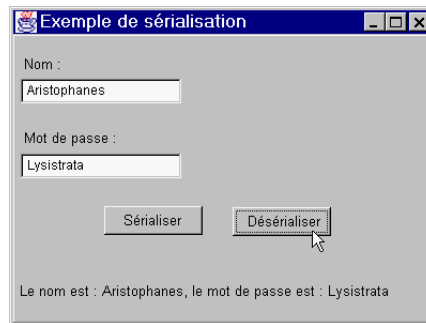 Exemple de sérialisation
Nom :
Aristophanes
Mot de passe :
Lysistrata
Sérialiser Désérialiser
Le nom est : Aristophanes, le mot de passe est : Lysistrata